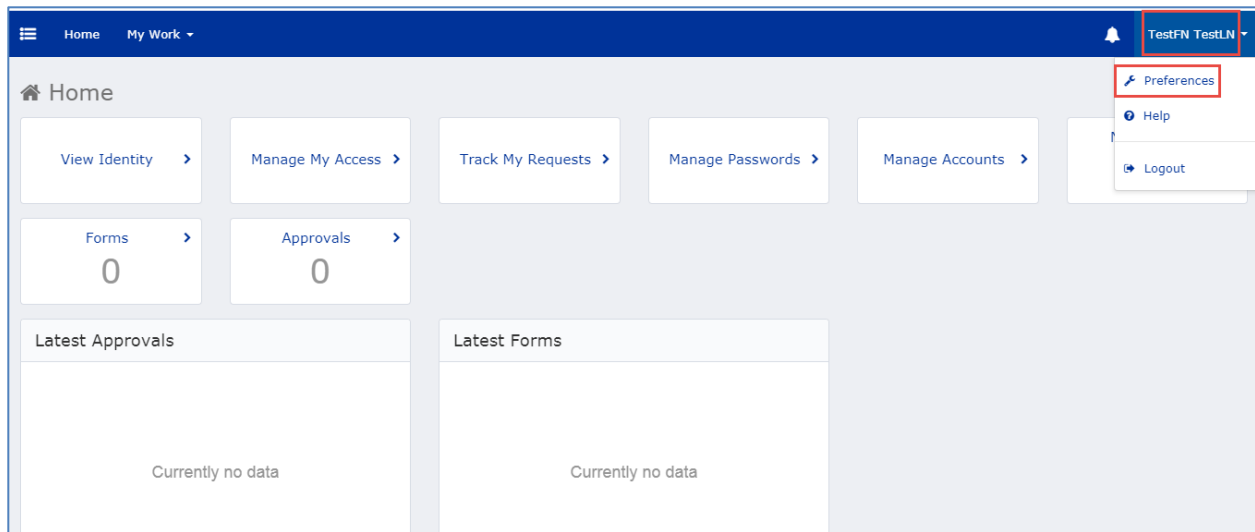 Home My Work TestFN TestLN
Preferences
Home
Help
View Identity Manage My Access Track My Requests Manage Passwords Manage Accounts
Logout
Forms Approvals
0 0
Latest Approvals Latest Forms
Currently no data Currently no data